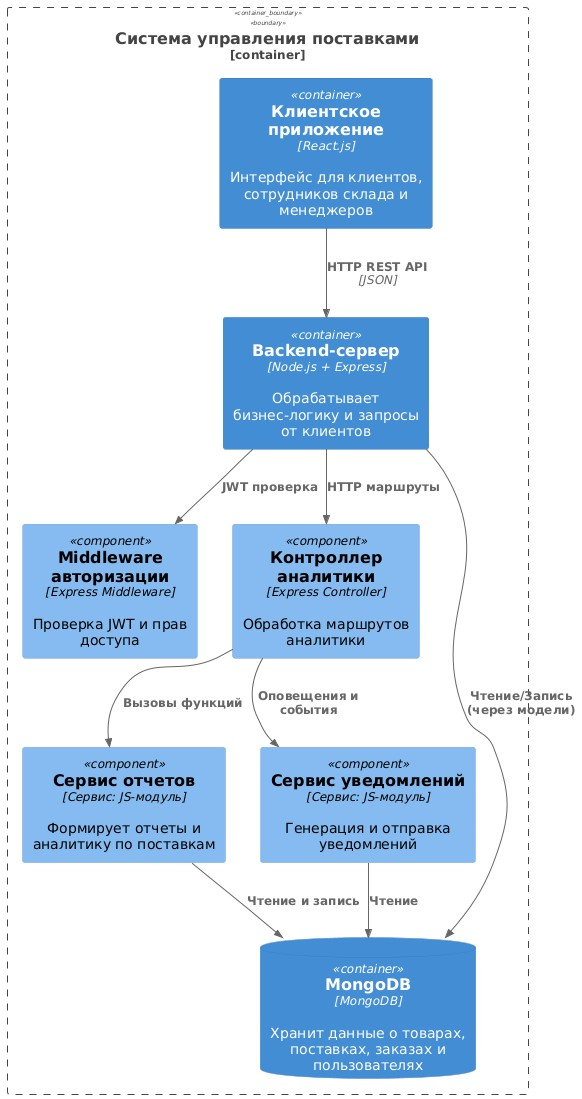 «container_boundary»
«boundary»
Система управления поставками
[container]
«container»
Клиентское
приложение
[React.js]
Интерфейс для клиентов,
сотрудников склада и
менеджеров
HTTP REST API
[JSON]
«container»
Backend-сервер
[Node.js + Express]
Обрабатывает
бизнес-логику и запросы
от клиентов
JWT проверка
HTTP маршруты
«component»
Middleware
авторизации
[Express Middleware]
Проверка JWT и прав
доступа
«component»
Контроллер
аналитики
[Express Controller]
Обработка маршрутов
аналитики
Вызовы функций
Оповещения и
события
Чтение/Запись
(через модели)
«component»
Сервис отчетов
[Сервис: JS-модуль]
Формирует отчеты и
аналитику по поставкам
«component»
Сервис уведомлений
[Сервис: JS-модуль]
Генерация и отправка
уведомлений
Чтение и запись
Чтение
«container»
MongoDB
[MongoDB]
Хранит данные о товарах,
поставках, заказах и
пользователях